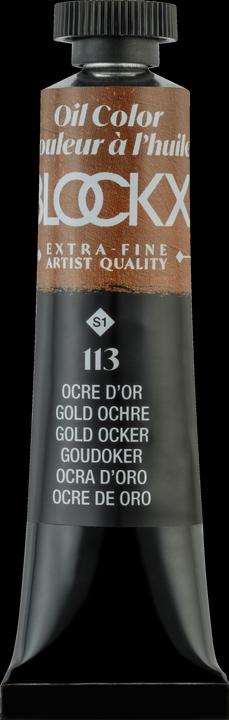 Oil Color
ouleur à l'huile
BLOCKX
EXTRA-FINE
ARTIST QUALITY
S1
113
OCRE D'OR
GOLD OCHRE
GOLD OCKER
GOUDOKER
OCRA D'ORO
OCRE DE ORO